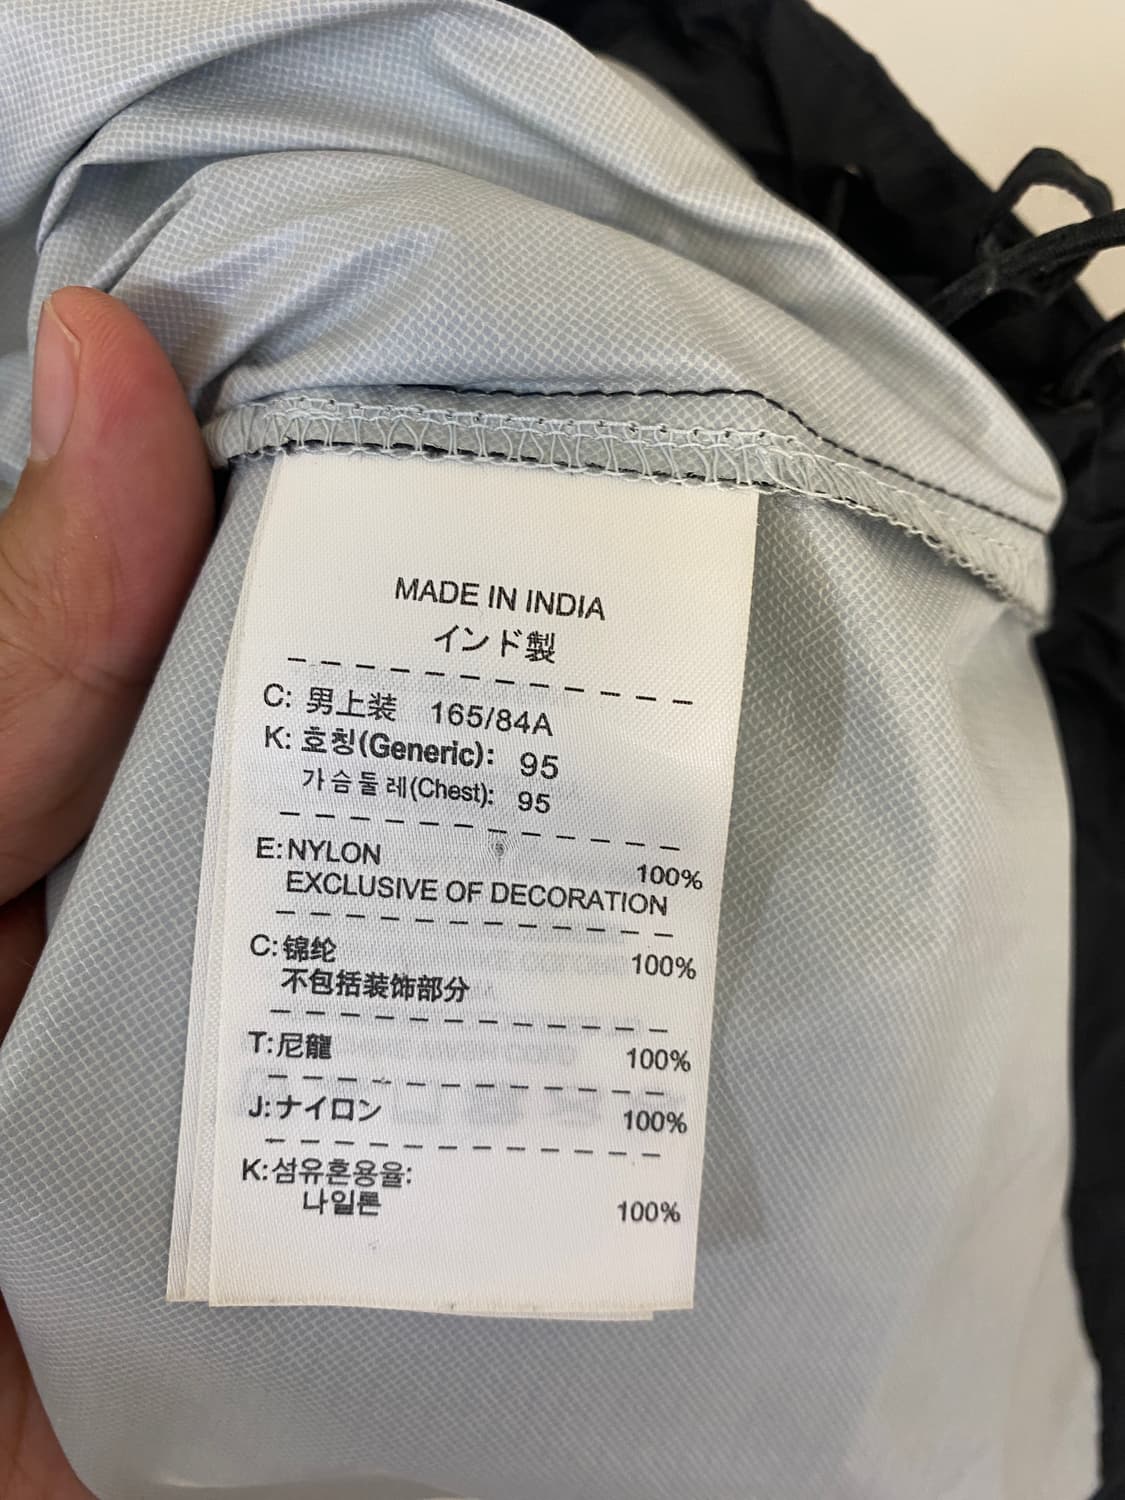 MADE IN INDIA
インド製
C: 男上装 165/84A
K: 호칭(Generic): 95
가슴둘레(Chest): 95
E:NYLON 100%
EXCLUSIVE OF DECORATION
C:锦纶 100%
不包括装饰部分
T:尼龍 100%
J:ナイロン 100%
K:섬유혼용율:
나일론 100%